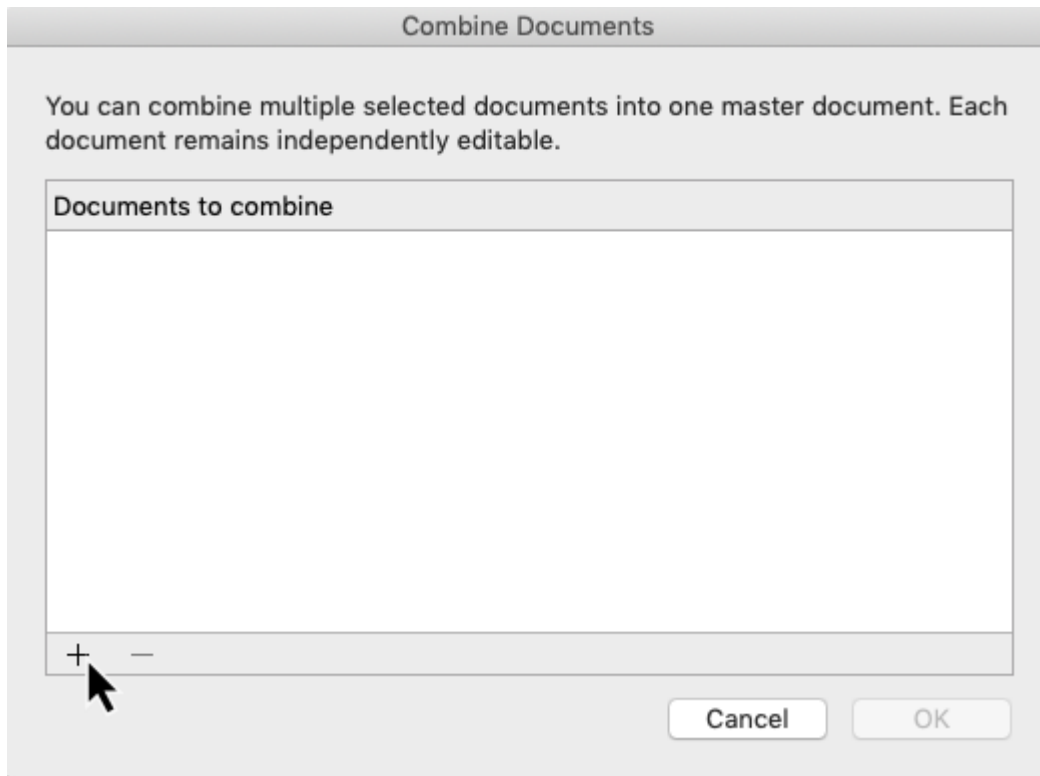 Combine Documents
You can combine multiple selected documents into one master document. Each
document remains independently editable.
Documents to combine
+ −
Cancel OK